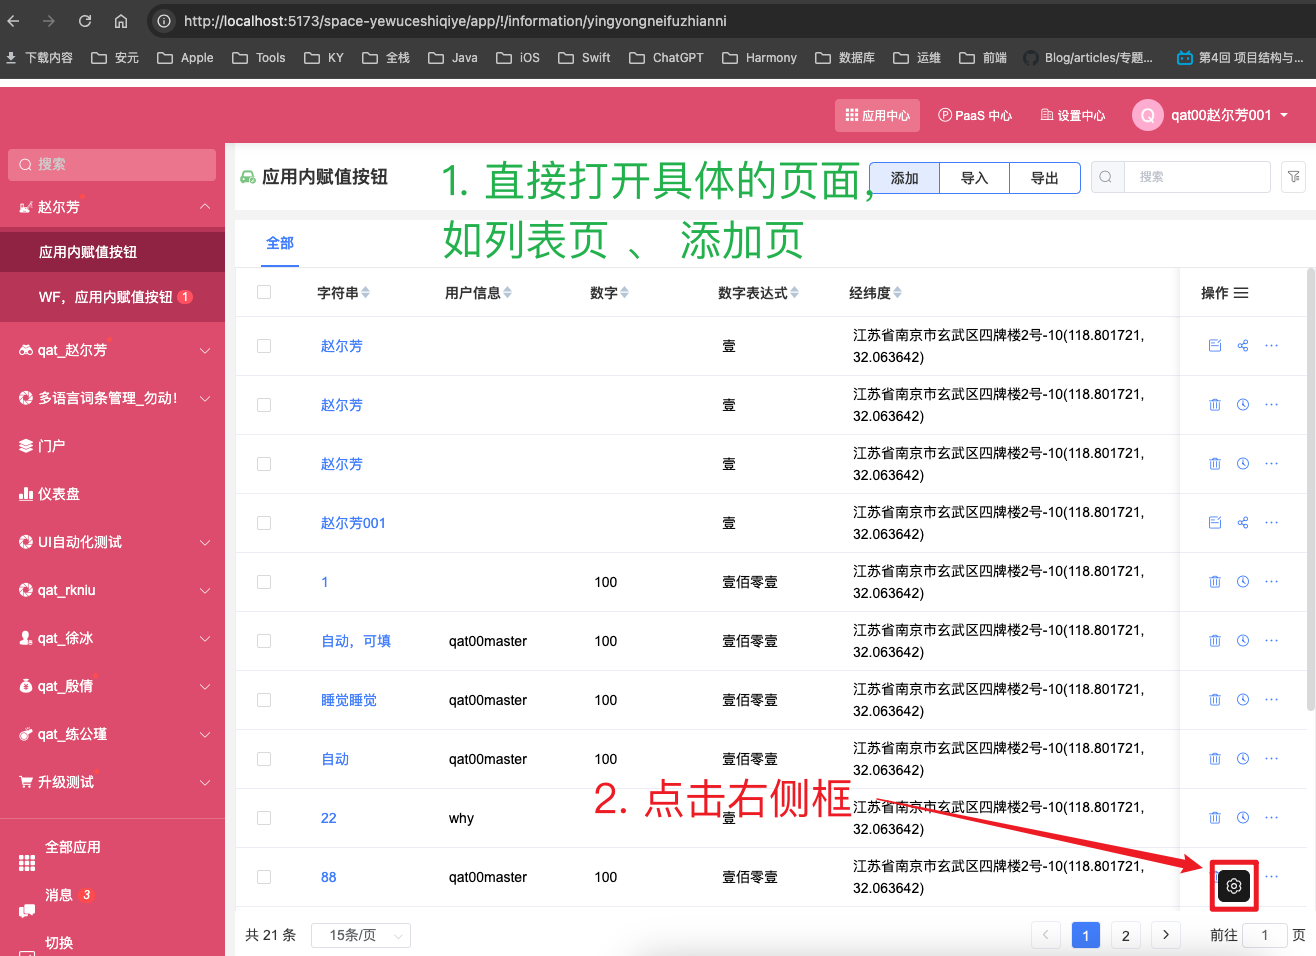 http://localhost:5173/space-yewuceshiqiye/app/!/information/yingyongneifuzhianni
下载内容 安元 Apple Tools KY 全栈 Java iOS Swift ChatGPT Harmony 数据库 运维 前端 Blog/articles/专题... 第4回 项目结构与...
应用中心 PaaS 中心 设置中心 Q qat00赵尔芳001
搜索
赵尔芳
应用内赋值按钮
WF，应用内赋值按钮 1
qat_赵尔芳
多语言词条管理_勿动!
门户
仪表盘
UI自动化测试
qat_rkniu
qat_徐冰
qat_殷倩
qat_练公瑾
升级测试
全部应用
消息 3
切换
应用内赋值按钮
添加 导入 导出 搜索
1. 直接打开具体的页面，
如列表页 、 添加页
全部
字符串 用户信息 数字 数字表达式 经纬度 操作
赵尔芳 壹 江苏省南京市玄武区四牌楼2号-10(118.801721,
32.063642)
赵尔芳 壹 江苏省南京市玄武区四牌楼2号-10(118.801721,
32.063642)
赵尔芳 壹 江苏省南京市玄武区四牌楼2号-10(118.801721,
32.063642)
赵尔芳001 壹 江苏省南京市玄武区四牌楼2号-10(118.801721,
32.063642)
1 100 壹佰零壹 江苏省南京市玄武区四牌楼2号-10(118.801721,
32.063642)
自动，可填 qat00master 100 壹佰零壹 江苏省南京市玄武区四牌楼2号-10(118.801721,
32.063642)
睡觉睡觉 qat00master 100 壹佰零壹 江苏省南京市玄武区四牌楼2号-10(118.801721,
32.063642)
自动 qat00master 100 壹佰零壹 江苏省南京市玄武区四牌楼2号-10(118.801721,
32.063642)
2. 点击右侧框
22 why 壹 江苏省南京市玄武区四牌楼2号-10(118.801721,
32.063642)
88 qat00master 100 壹佰零壹 江苏省南京市玄武区四牌楼2号-10(118.801721,
32.063642)
共 21 条 15条/页 1 2 前往 1 页